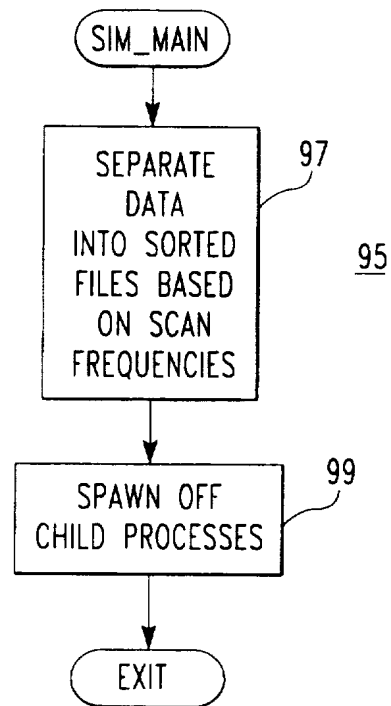 SIM_MAIN
SEPARATE
DATA
INTO SORTED
FILES BASED
ON SCAN
FREQUENCIES
97
95
SPAWN OFF
CHILD PROCESSES
99
EXIT